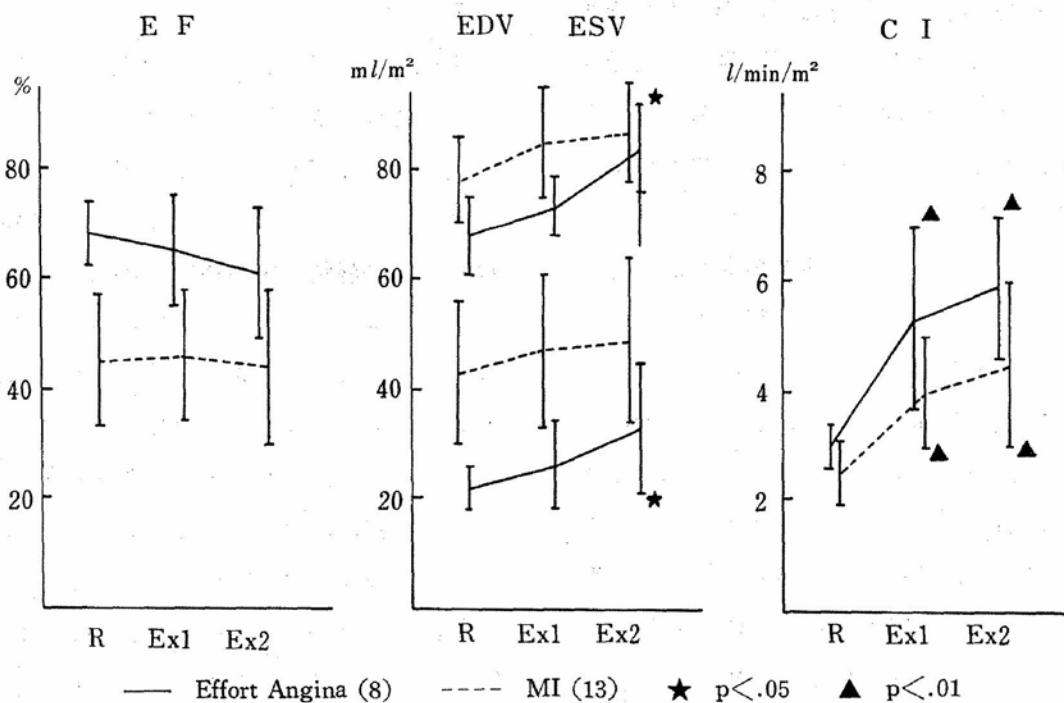 E F
EDV ESV
C I
%
80
60
40
20
R Ex1 Ex2
ml/m²
80
60
40
20
R Ex1 Ex2
l/min/m²
8
6
4
2
R Ex1 Ex2
Effort Angina (8) MI (13) ★ p<.05 ▲ p<.01